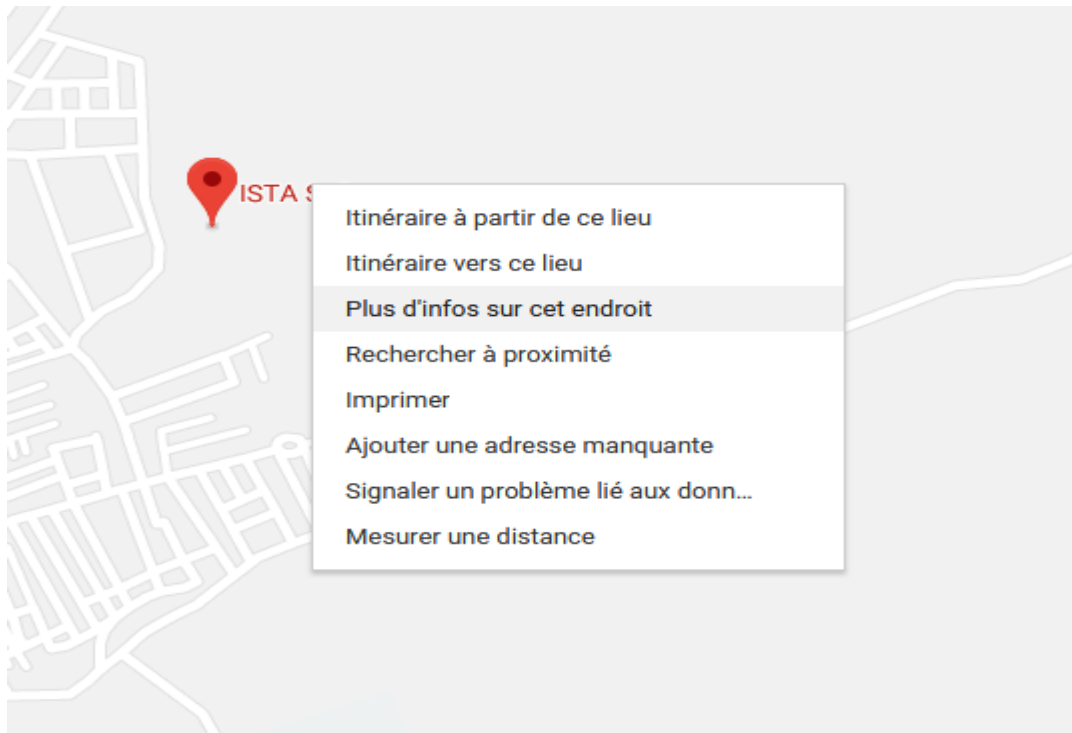 ISTA
Itinéraire à partir de ce lieu
Itinéraire vers ce lieu
Plus d'infos sur cet endroit
Rechercher à proximité
Imprimer
Ajouter une adresse manquante
Signaler un problème lié aux donn...
Mesurer une distance